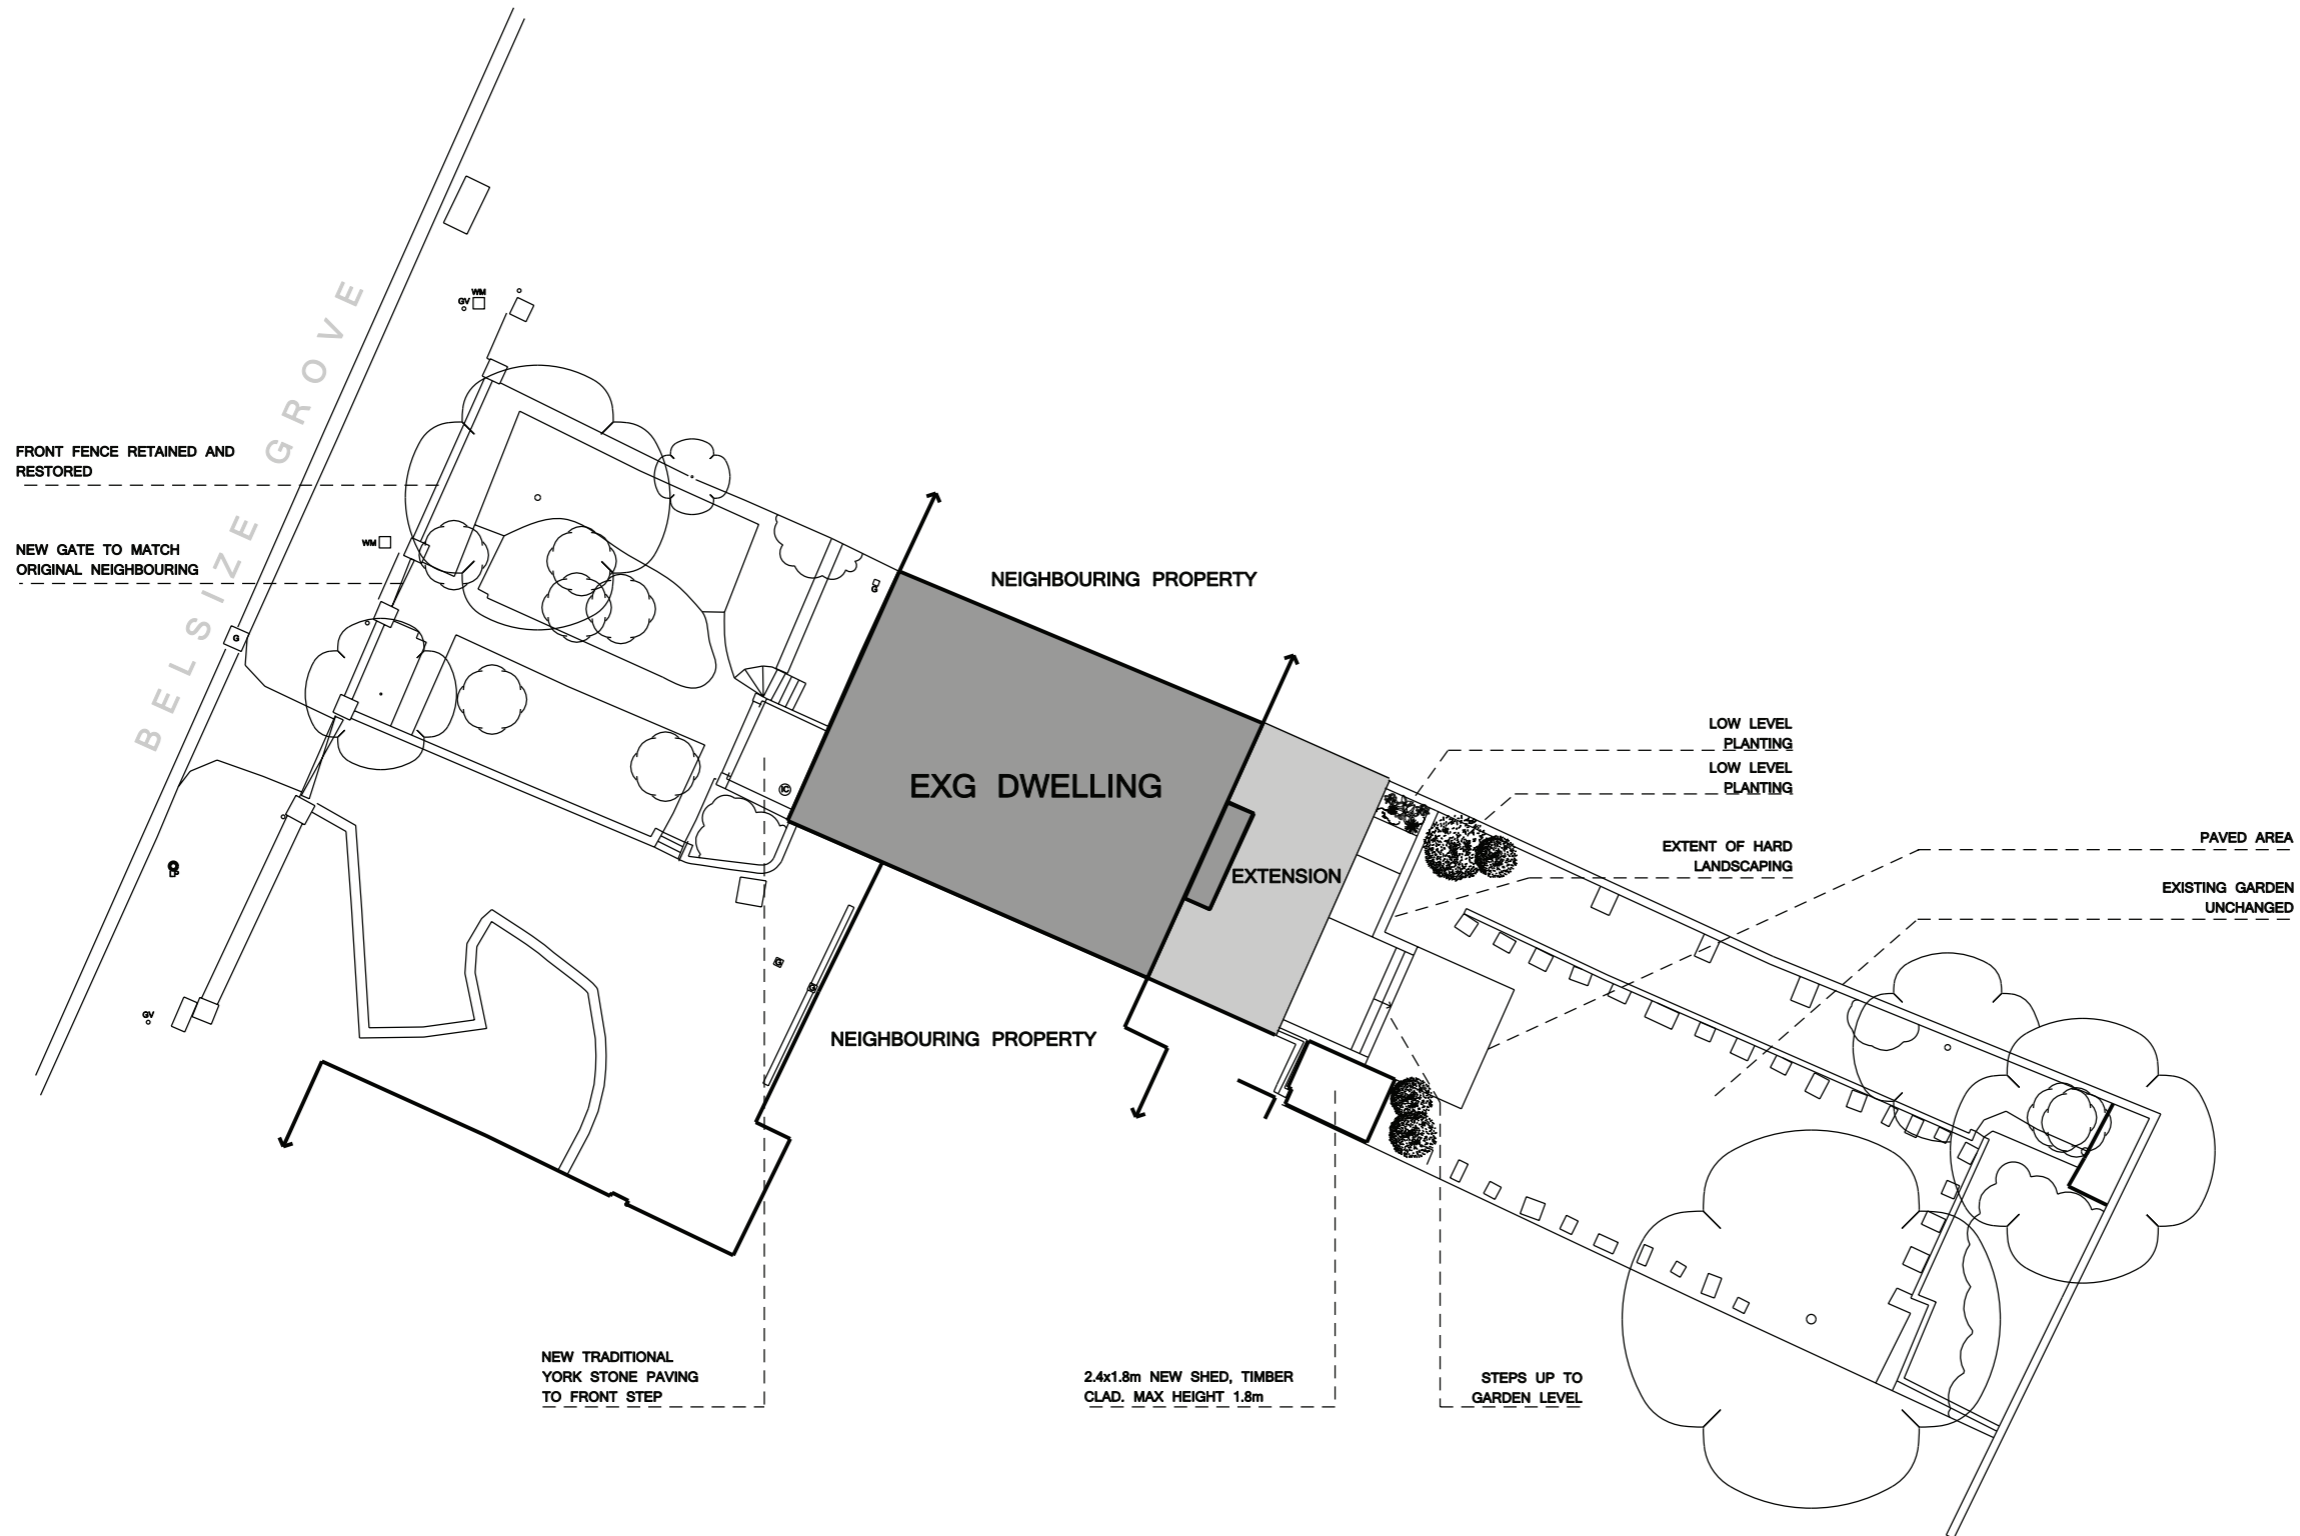 BELSIZE GROVE
WM
GV
FRONT FENCE RETAINED AND
RESTORED
NEW GATE TO MATCH
ORIGINAL NEIGHBOURING
WM
G
G
NEIGHBOURING PROPERTY
EXG DWELLING
EXTENSION
IC
LOW LEVEL
PLANTING
LOW LEVEL
PLANTING
EXTENT OF HARD
LANDSCAPING
PAVED AREA
EXISTING GARDEN
UNCHANGED
LP
G
G
GV
NEIGHBOURING PROPERTY
NEW TRADITIONAL
YORK STONE PAVING
TO FRONT STEP
2.4x1.8m NEW SHED, TIMBER
CLAD. MAX HEIGHT 1.8m
STEPS UP TO
GARDEN LEVEL